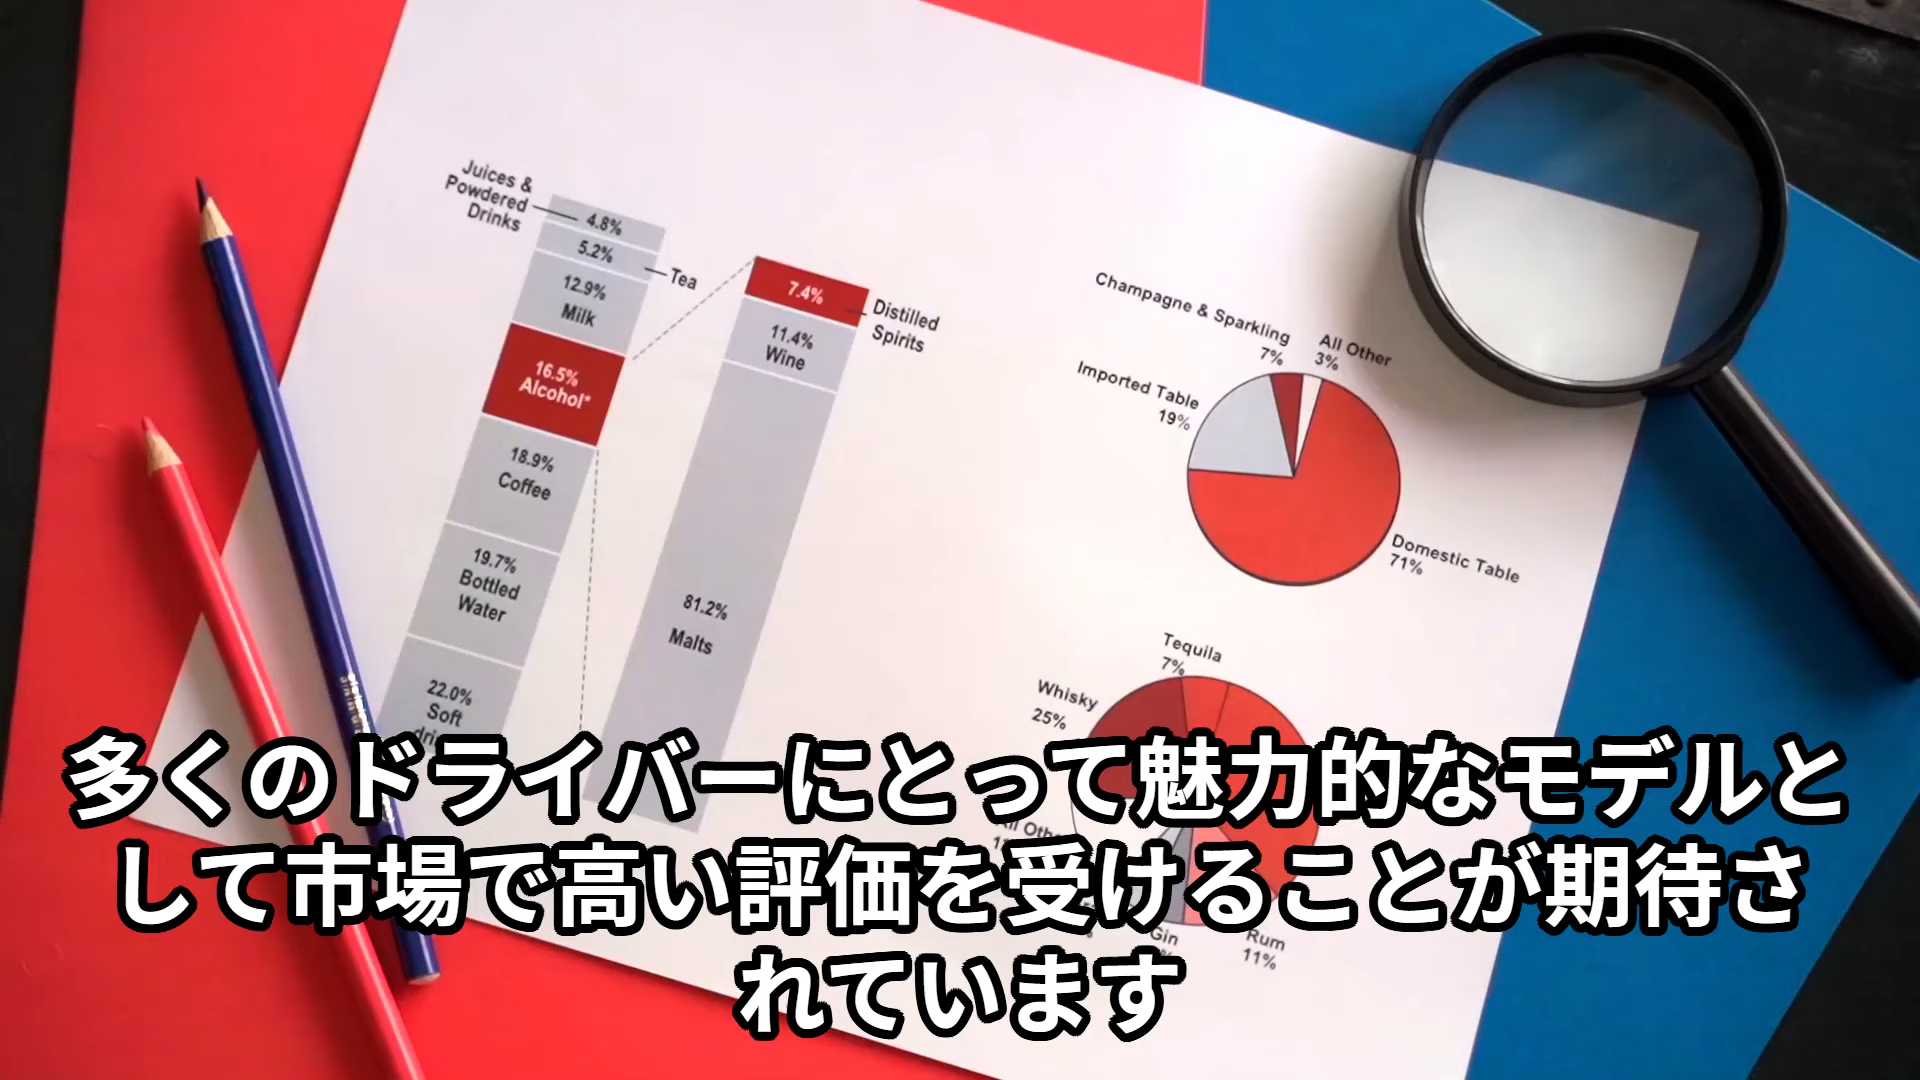 Juices &
Powdered
Drinks
4.8%
5.2%
Tea
12.9%
Milk
16.5%
Alcohol*
18.9%
Coffee
19.7%
Bottled
Water
22.0%
Soft
7.4%
Distilled
Spirits
11.4%
Wine
81.2%
Malts
Champagne & Sparkling
7%
All Other
3%
Imported Table
19%
Domestic Table
71%
Tequila
7%
Whisky
25%
Gin
Rum
11%
多くのドライバーにとって魅力的なモデルと
して市場で高い評価を受けることが期待さ
れています